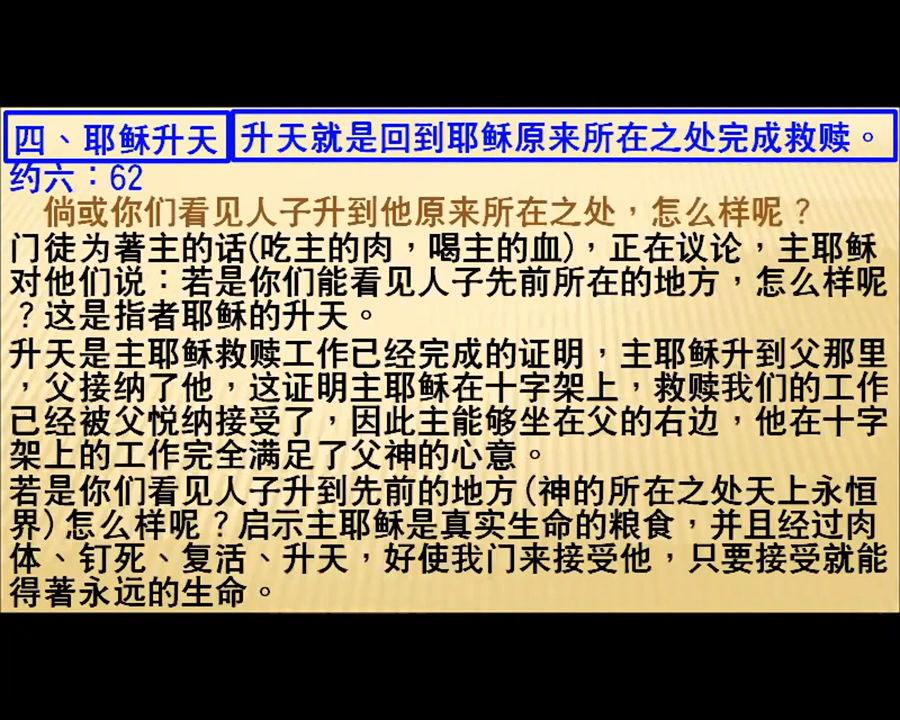 四、耶稣升天 升天就是回到耶稣原来所在之处完成救赎。
约六：62
倘或你们看见人子升到他原来所在之处，怎么样呢？
门徒为著主的话(吃主的肉，喝主的血)，正在议论，主耶稣
对他们说：若是你们能看见人子先前所在的地方，怎么样呢
？这是指者耶稣的升天。
升天是主耶稣救赎工作已经完成的证明，主耶稣升到父那里
，父接纳了他，这证明主耶稣在十字架上，救赎我们的工作
已经被父悦纳接受了，因此主能够坐在父的右边，他在十字
架上的工作完全满足了父神的心意。
若是你们看见人子升到先前的地方(神的所在之处天上永恒
界)怎么样呢？启示主耶稣是真实生命的粮食，并且经过肉
体、钉死、复活、升天，好使我门来接受他，只要接受就能
得著永远的生命。